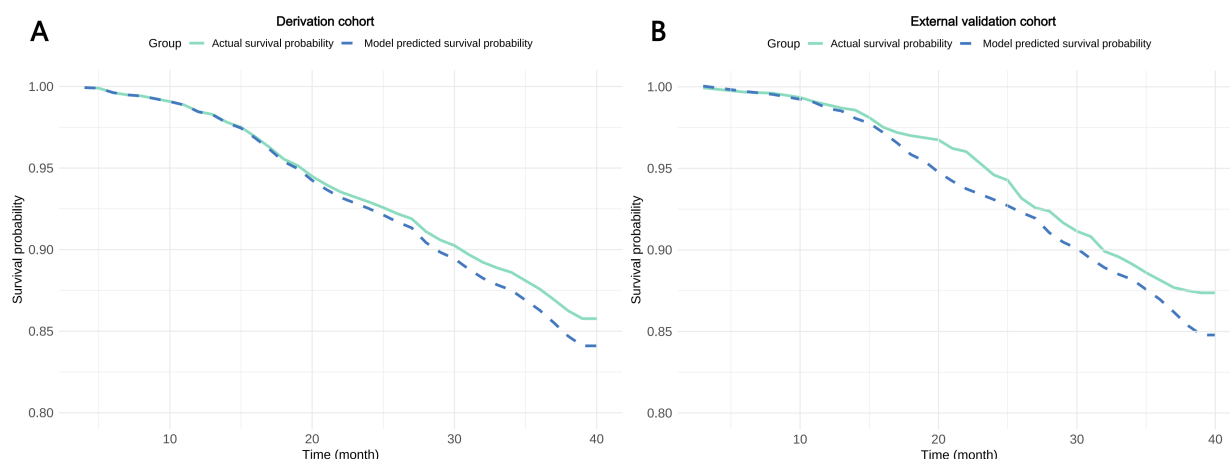 A
Derivation cohort
Group Actual survival probability Model predicted survival probability
1.00
0.95
0.90
0.85
0.80
Survival probability
10 20 30 40
Time (month)
B
External validation cohort
Group Actual survival probability Model predicted survival probability
1.00
0.95
0.90
0.85
0.80
Survival probability
10 20 30 40
Time (month)